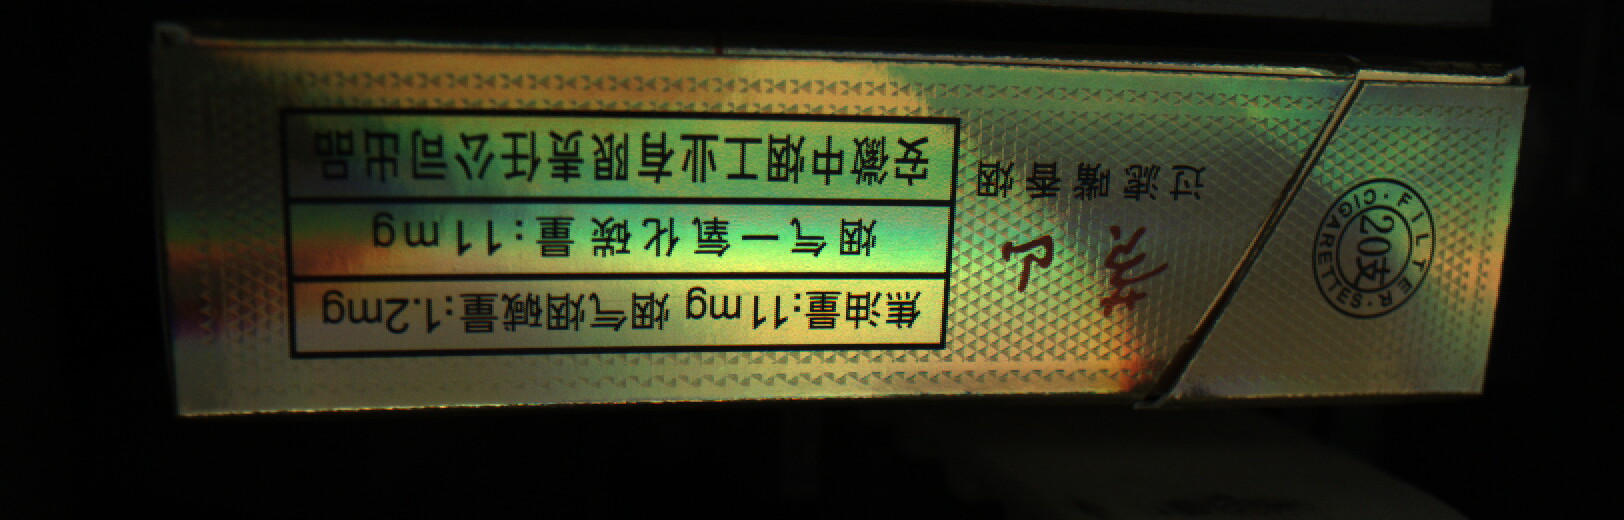 FILTER · CIGARETTES ·
20支
黄山
过滤嘴香烟
焦油量:11mg 烟气烟碱量:1.2mg
烟气一氧化碳量:11mg
安徽中烟工业有限责任公司出品